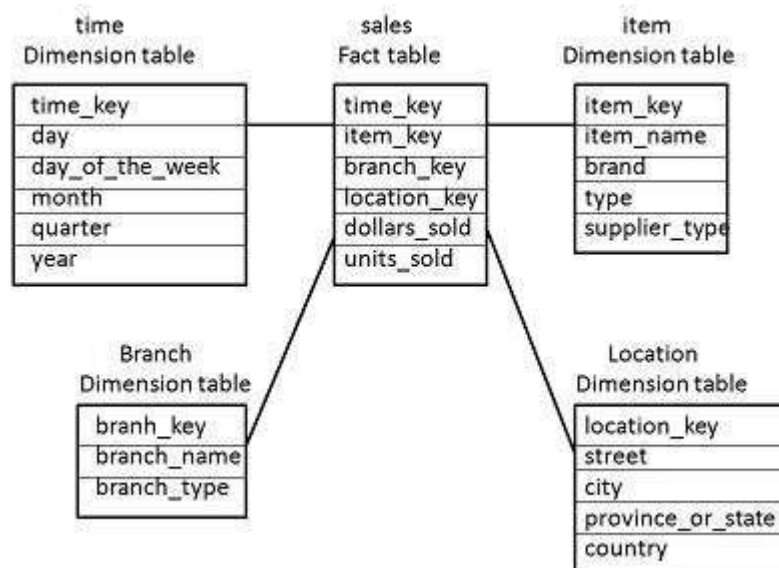 time
Dimension table
time_key
day
day_of_the_week
month
quarter
year
sales
Fact table
time_key
item_key
branch_key
location_key
dollars_sold
units_sold
item
Dimension table
item_key
item_name
brand
type
supplier_type
Branch
Dimension table
branh_key
branch_name
branch_type
Location
Dimension table
location_key
street
city
province_or_state
country